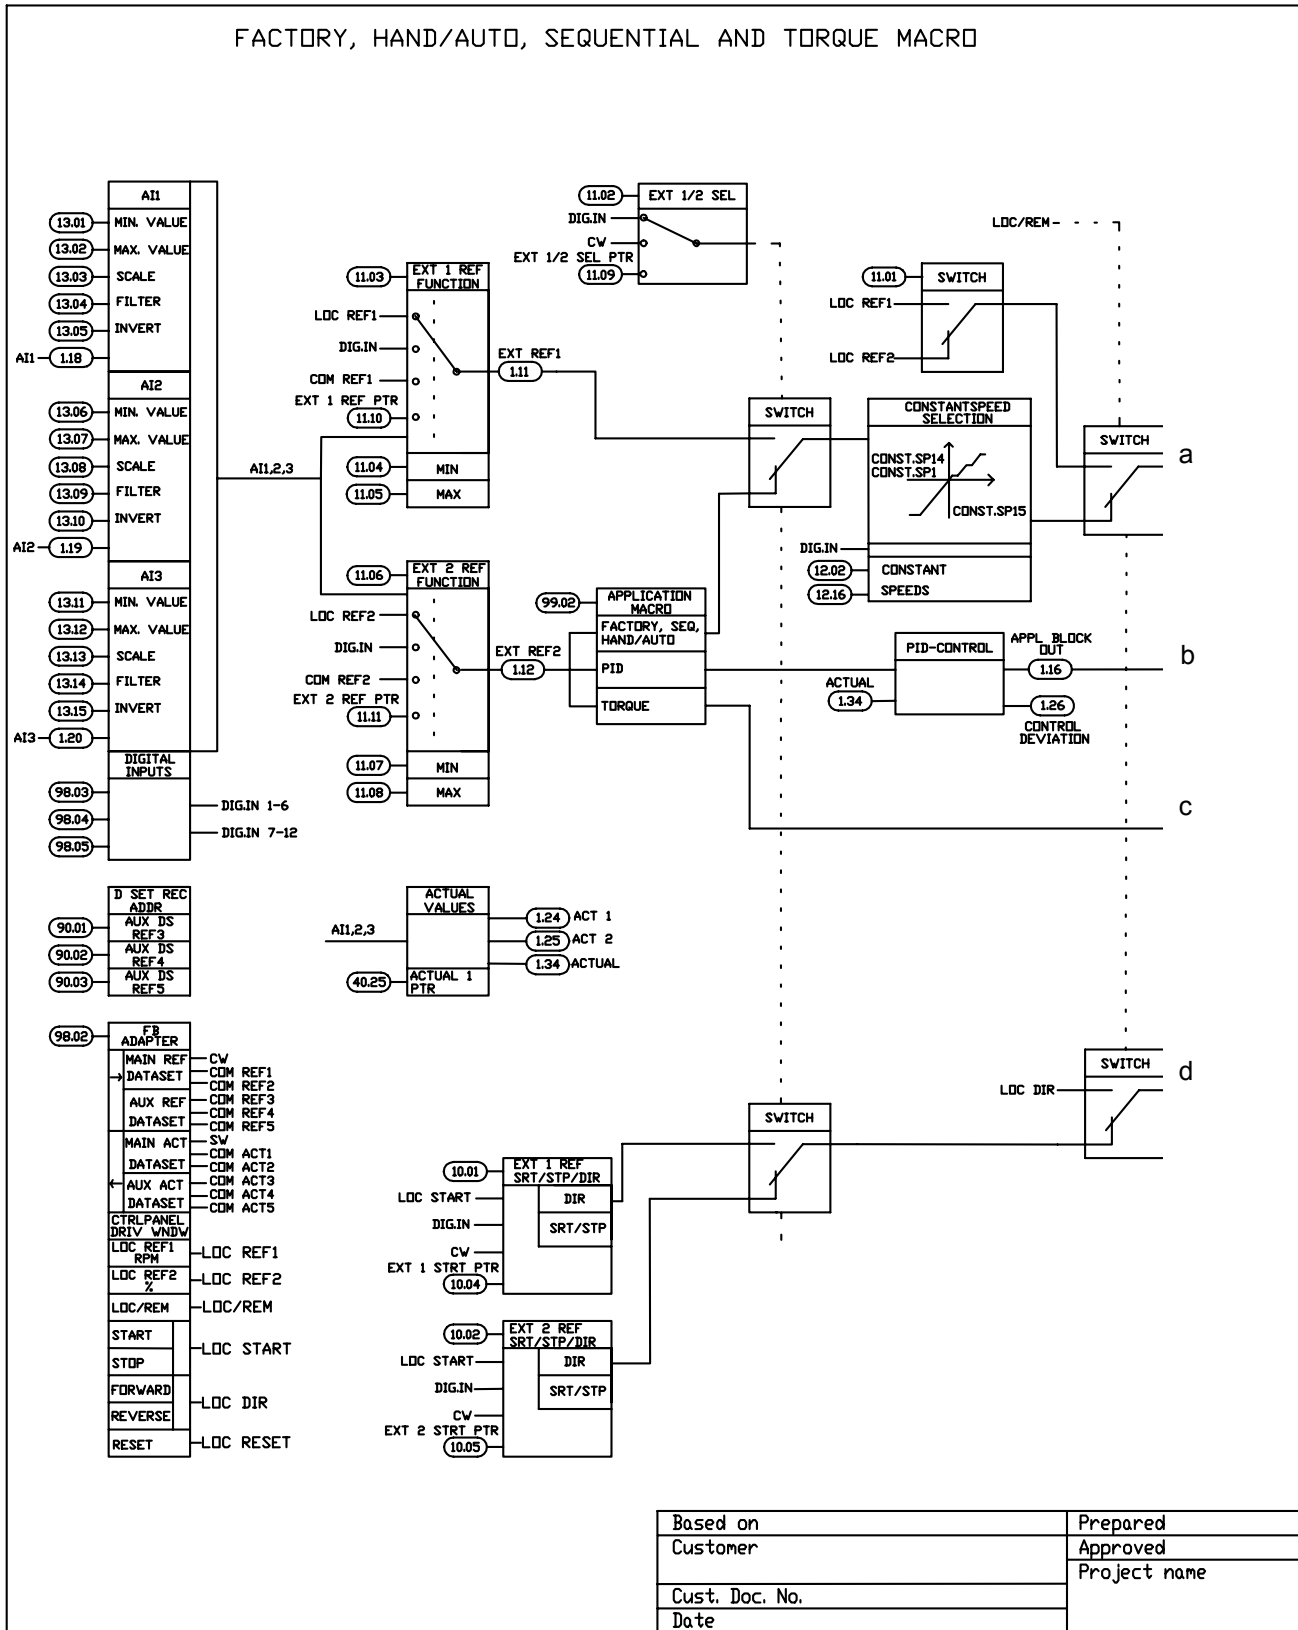 FACTORY, HAND/AUTO, SEQUENTIAL AND TORQUE MACRO
AI1
13.01 MIN. VALUE
13.02 MAX. VALUE
13.03 SCALE
13.04 FILTER
13.05 INVERT
AI1 1.18
AI2
13.06 MIN. VALUE
13.07 MAX. VALUE
13.08 SCALE
13.09 FILTER
13.10 INVERT
AI2 1.19
AI3
13.11 MIN. VALUE
13.12 MAX. VALUE
13.13 SCALE
13.14 FILTER
13.15 INVERT
AI3 1.20
DIGITAL
INPUTS
98.03
98.04
98.05
DIG.IN 1-6
DIG.IN 7-12
AI1,2,3
11.03
EXT 1 REF
FUNCTION
LOC REF1
DIG.IN
COM REF1
EXT 1 REF PTR
11.10
11.04 MIN
11.05 MAX
EXT REF1
1.11
11.06
EXT 2 REF
FUNCTION
LOC REF2
DIG.IN
COM REF2
EXT 2 REF PTR
11.11
11.07 MIN
11.08 MAX
EXT REF2
1.12
11.02 EXT 1/2 SEL
DIG.IN
CW
EXT 1/2 SEL PTR
11.09
99.02
APPLICATION
MACRO
FACTORY, SEQ,
HAND/AUTO
PID
TORQUE
SWITCH
LOC/REM
11.01 SWITCH
LOC REF1
LOC REF2
CONSTANTSPEED
SELECTION
CONST.SP14
CONST.SP1
CONST.SP15
DIG.IN
12.02 CONSTANT
12.16 SPEEDS
SWITCH
a
PID-CONTROL
ACTUAL
1.34
APPL BLOCK
OUT
1.16
b
1.26
CONTROL
DEVIATION
c
D SET REC
ADDR
90.01
AUX DS
REF3
90.02
AUX DS
REF4
90.03
AUX DS
REF5
AI1,2,3
ACTUAL
VALUES
1.24 ACT 1
1.25 ACT 2
1.34 ACTUAL
40.25
ACTUAL 1
PTR
98.02
FB
ADAPTER
MAIN REF
DATASET
CW
COM REF1
COM REF2
AUX REF
DATASET
COM REF3
COM REF4
COM REF5
MAIN ACT
DATASET
SW
COM ACT1
COM ACT2
AUX ACT
DATASET
COM ACT3
COM ACT4
COM ACT5
CTRLPANEL
DRIV WNDW
LOC REF1
RPM
LOC REF1
LOC REF2
%
LOC REF2
LOC/REM LOC/REM
START
STOP
LOC START
FORWARD
REVERSE
LOC DIR
RESET LOC RESET
10.01
EXT 1 REF
SRT/STP/DIR
LOC START
DIR
DIG.IN
SRT/STP
CW
EXT 1 STRT PTR
10.04
10.02
EXT 2 REF
SRT/STP/DIR
LOC START
DIR
DIG.IN
SRT/STP
CW
EXT 2 STRT PTR
10.05
SWITCH
SWITCH
LOC DIR
d
Based on
Customer
Cust. Doc. No.
Date
Prepared
Approved
Project name